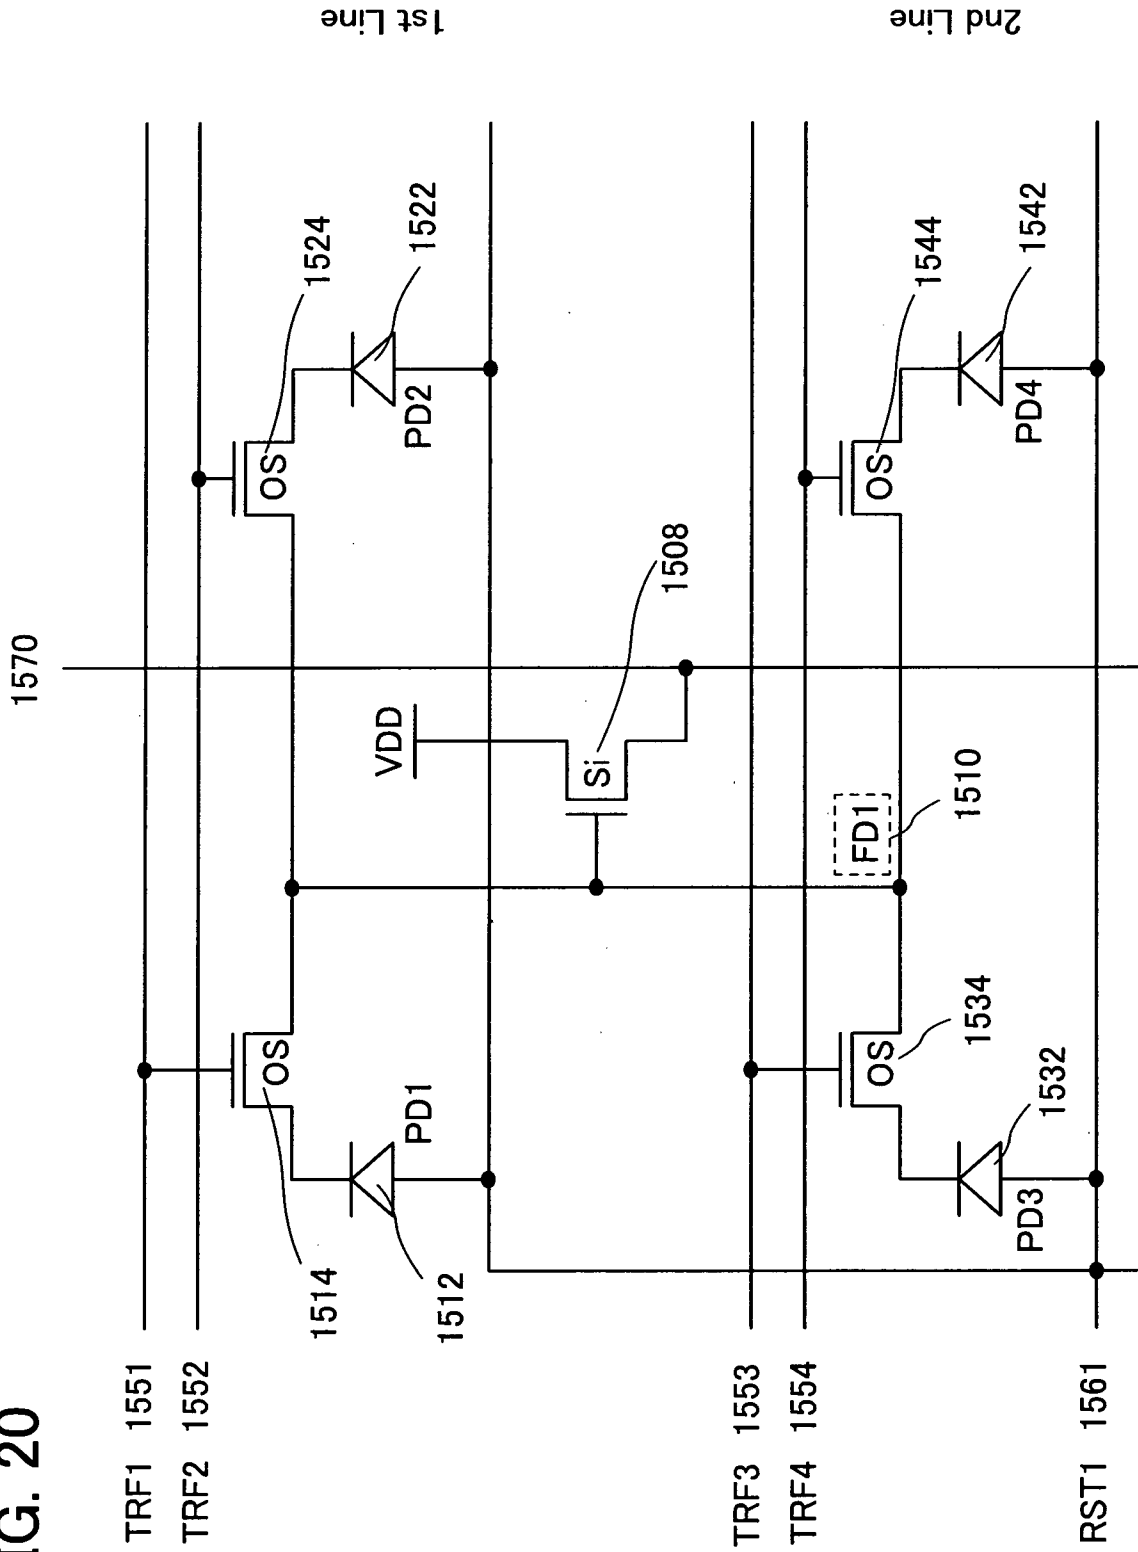 IG. 20
1570
1st Line
2nd Line
TRF1 1551
TRF2 1552
TRF3 1553
TRF4 1554
RST1 1561
OS
1514
PD1
1512
OS
1524
PD2
1522
VDD
Si
1508
FD1
1510
OS
1534
PD3
1532
OS
1544
PD4
1542